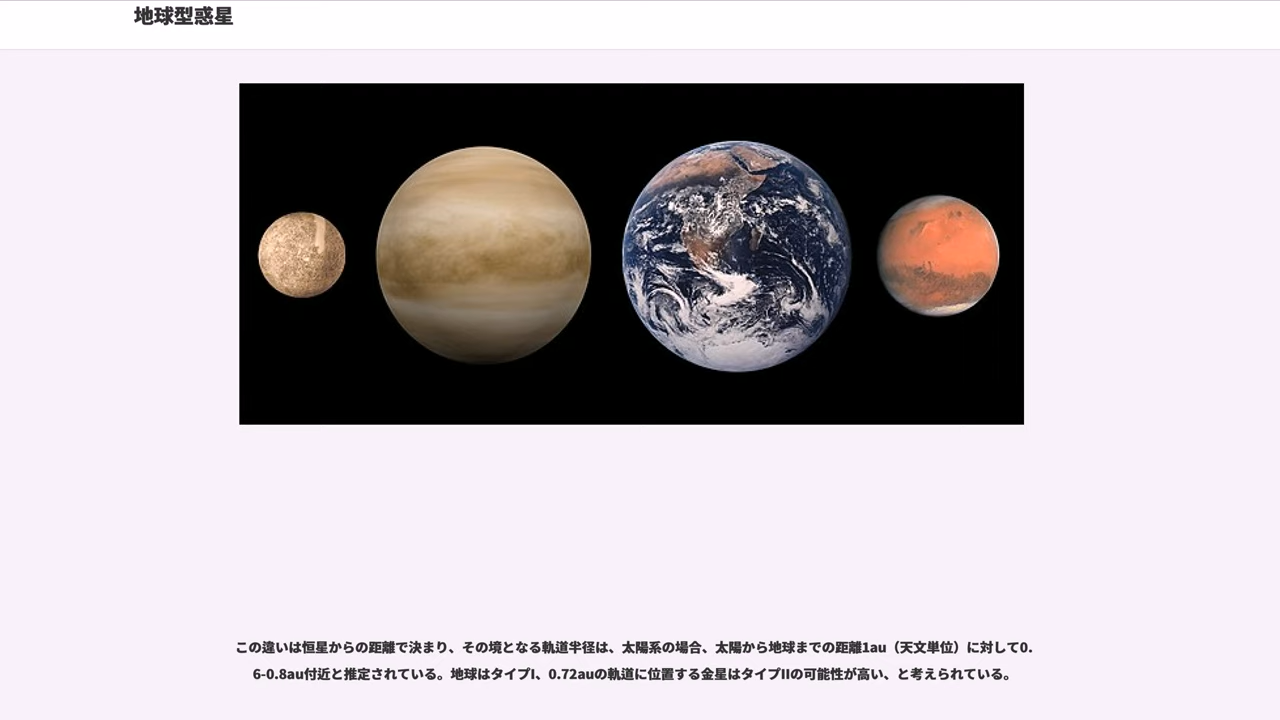 地球型惑星
この違いは恒星からの距離で決まり、その境となる軌道半径は、太陽系の場合、太陽から地球までの距離1au（天文単位）に対して0.
6-0.8au付近と推定されている。地球はタイプI、0.72auの軌道に位置する金星はタイプIIの可能性が高い、と考えられている。